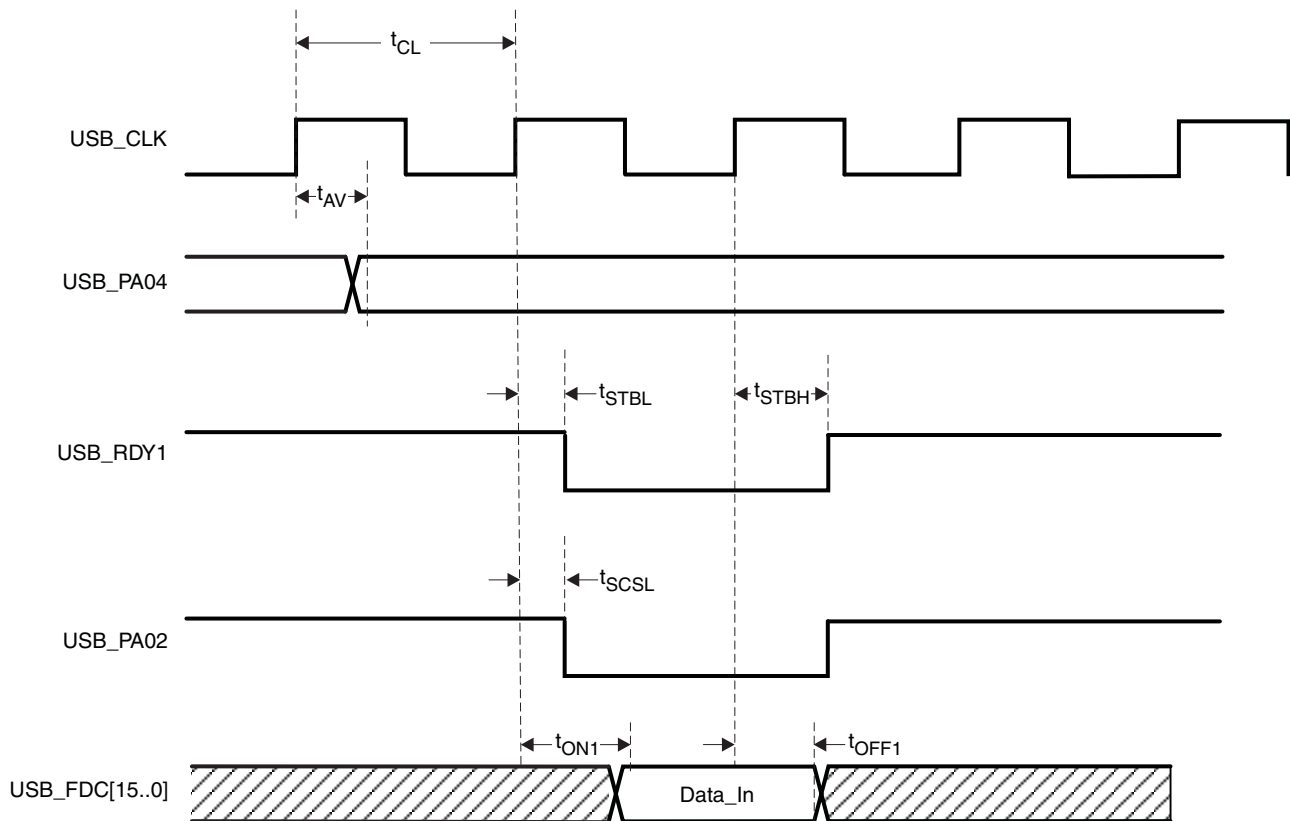 tCL
USB_CLK
tAV
USB_PA04
tSTBL
tSTBH
USB_RDY1
tSCSL
USB_PA02
tON1
tOFF1
USB_FDC[15..0]
Data_In